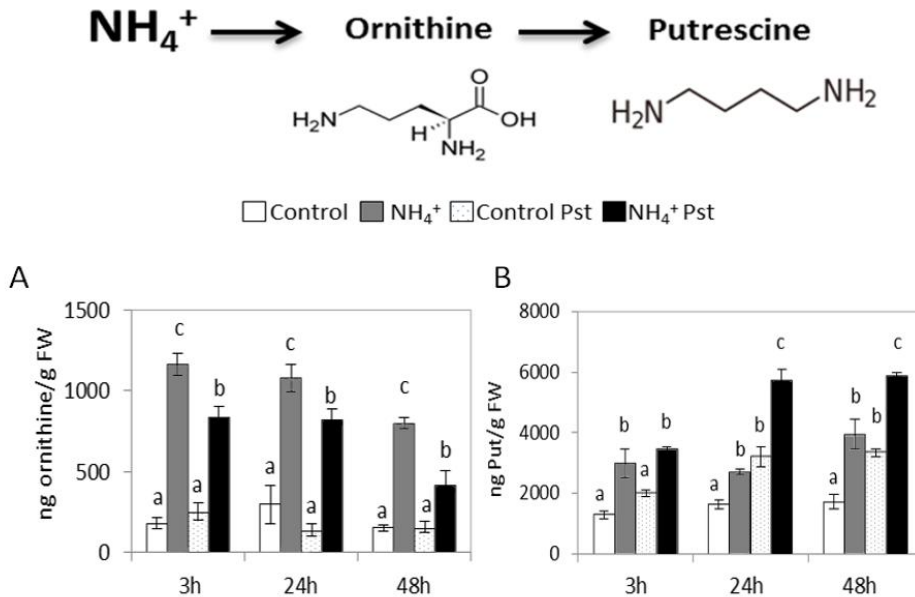 NH₄⁺ Ornithine Putrescine
O
H₂N OH
H
NH₂
H₂N NH₂
Control NH₄⁺ Control Pst NH₄⁺ Pst
A
ng ornithine/g FW
1500
1000
500
0
c
b
a a
c
b
a a
c
b
a a
3h 24h 48h
B
ng Put/g FW
8000
6000
4000
2000
0
a b a b
a b b c
a b b c
3h 24h 48h